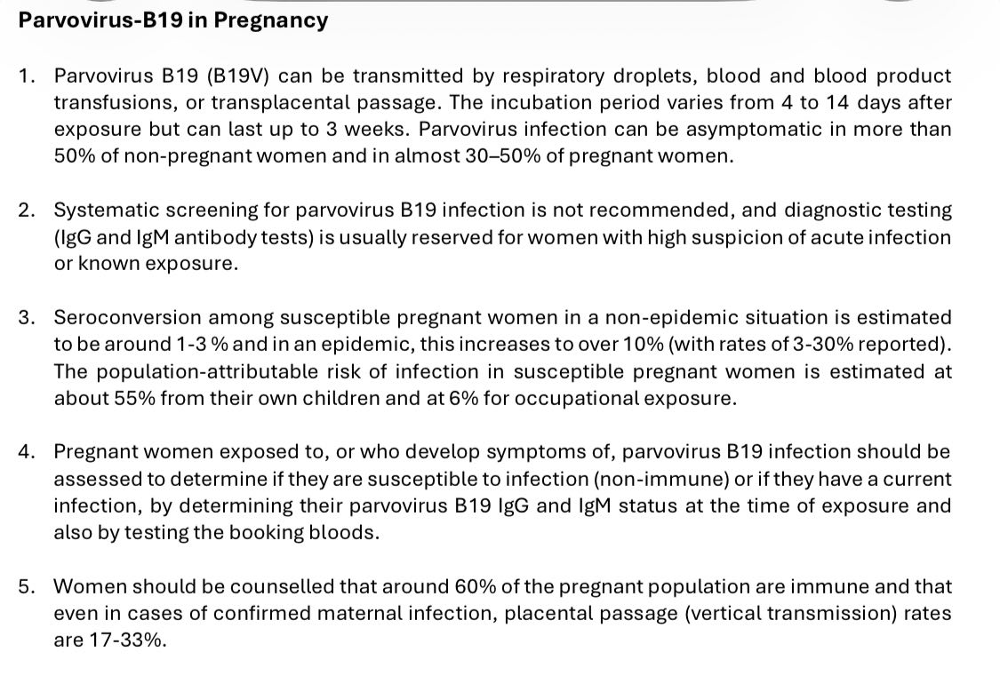 Parvovirus-B19 in Pregnancy
1. Parvovirus B19 (B19V) can be transmitted by respiratory droplets, blood and blood product
transfusions, or transplacental passage. The incubation period varies from 4 to 14 days after
exposure but can last up to 3 weeks. Parvovirus infection can be asymptomatic in more than
50% of non-pregnant women and in almost 30–50% of pregnant women.
2. Systematic screening for parvovirus B19 infection is not recommended, and diagnostic testing
(IgG and IgM antibody tests) is usually reserved for women with high suspicion of acute infection
or known exposure.
3. Seroconversion among susceptible pregnant women in a non-epidemic situation is estimated
to be around 1-3 % and in an epidemic, this increases to over 10% (with rates of 3-30% reported).
The population-attributable risk of infection in susceptible pregnant women is estimated at
about 55% from their own children and at 6% for occupational exposure.
4. Pregnant women exposed to, or who develop symptoms of, parvovirus B19 infection should be
assessed to determine if they are susceptible to infection (non-immune) or if they have a current
infection, by determining their parvovirus B19 IgG and IgM status at the time of exposure and
also by testing the booking bloods.
5. Women should be counselled that around 60% of the pregnant population are immune and that
even in cases of confirmed maternal infection, placental passage (vertical transmission) rates
are 17-33%.